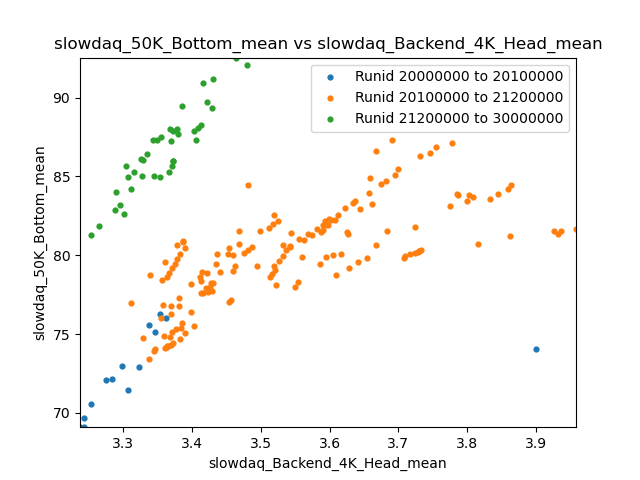 slowdaq_50K_Bottom_mean vs slowdaq_Backend_4K_Head_mean
Runid 20000000 to 20100000
Runid 20100000 to 21200000
Runid 21200000 to 30000000
slowdaq_50K_Bottom_mean
90
85
80
75
70
3.3 3.4 3.5 3.6 3.7 3.8 3.9
slowdaq_Backend_4K_Head_mean